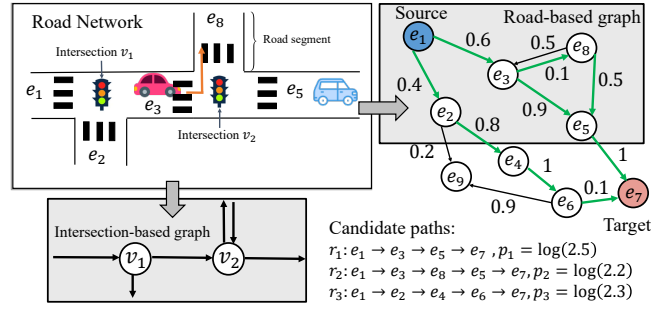 Road Network
e₈
Intersection v₁
Road segment
e₁
e₃
e₅
Intersection v₂
e₂
Source
Road-based graph
e₁
0.6
0.5
e₈
e₃
0.1
0.5
0.4
0.9
e₂
0.8
e₅
0.2
e₄
1
1
e₉
0.9
e₆
0.1
e₇
Target
Intersection-based graph
v₁
v₂
Candidate paths:
r₁: e₁ → e₃ → e₅ → e₇ , p₁ = log(2.5)
r₂: e₁ → e₃ → e₈ → e₅ → e₇, p₂ = log(2.2)
r₃: e₁ → e₂ → e₄ → e₆ → e₇, p₃ = log(2.3)